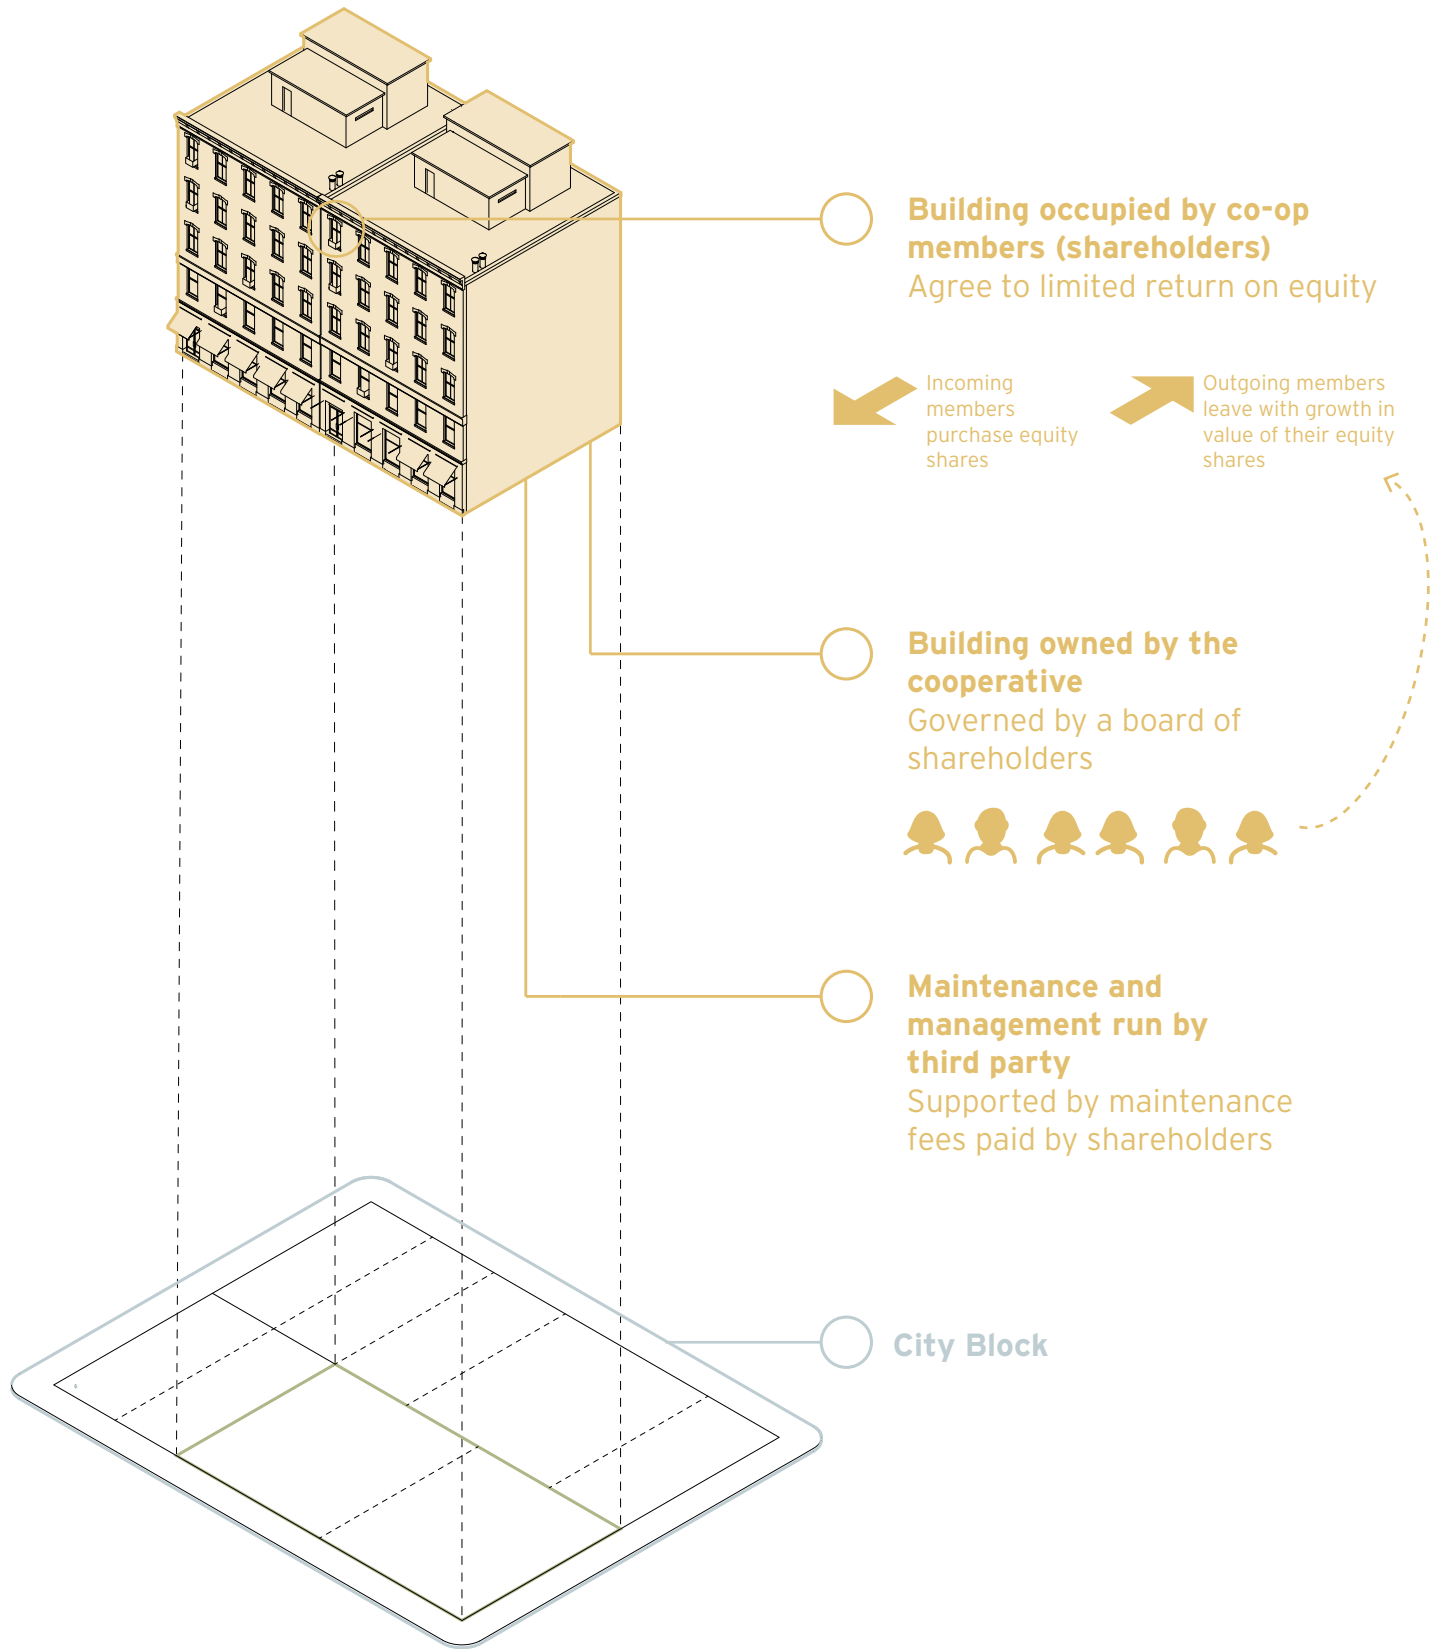 Building occupied by co-op
members (shareholders)
Agree to limited return on equity
Incoming
members
purchase equity
shares
Outgoing members
leave with growth in
value of their equity
shares
Building owned by the
cooperative
Governed by a board of
shareholders
Maintenance and
management run by
third party
Supported by maintenance
fees paid by shareholders
City Block